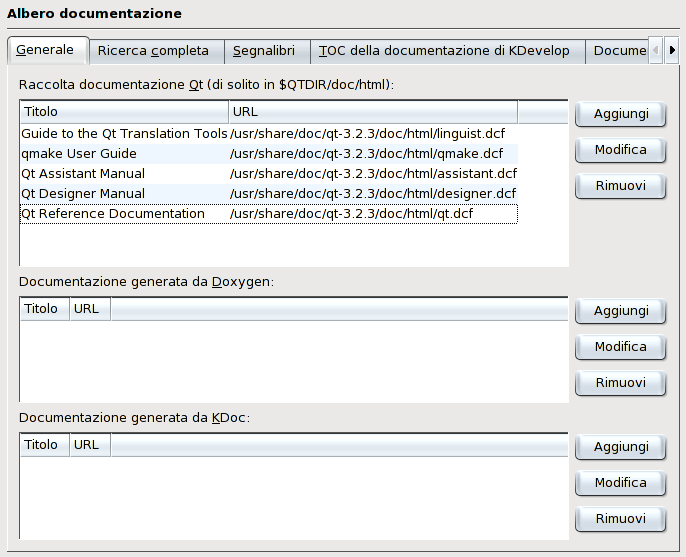 Albero documentazione
Generale Ricerca completa Segnalibri TOC della documentazione di KDevelop Docume
Raccolta documentazione Qt (di solito in $QTDIR/doc/html):
Titolo URL Aggiungi
Guide to the Qt Translation Tools /usr/share/doc/qt-3.2.3/doc/html/linguist.dcf
qmake User Guide /usr/share/doc/qt-3.2.3/doc/html/qmake.dcf Modifica
Qt Assistant Manual /usr/share/doc/qt-3.2.3/doc/html/assistant.dcf
Qt Designer Manual /usr/share/doc/qt-3.2.3/doc/html/designer.dcf Rimuovi
Qt Reference Documentation /usr/share/doc/qt-3.2.3/doc/html/qt.dcf
Documentazione generata da Doxygen:
Titolo URL Aggiungi
Modifica
Rimuovi
Documentazione generata da KDoc:
Titolo URL Aggiungi
Modifica
Rimuovi